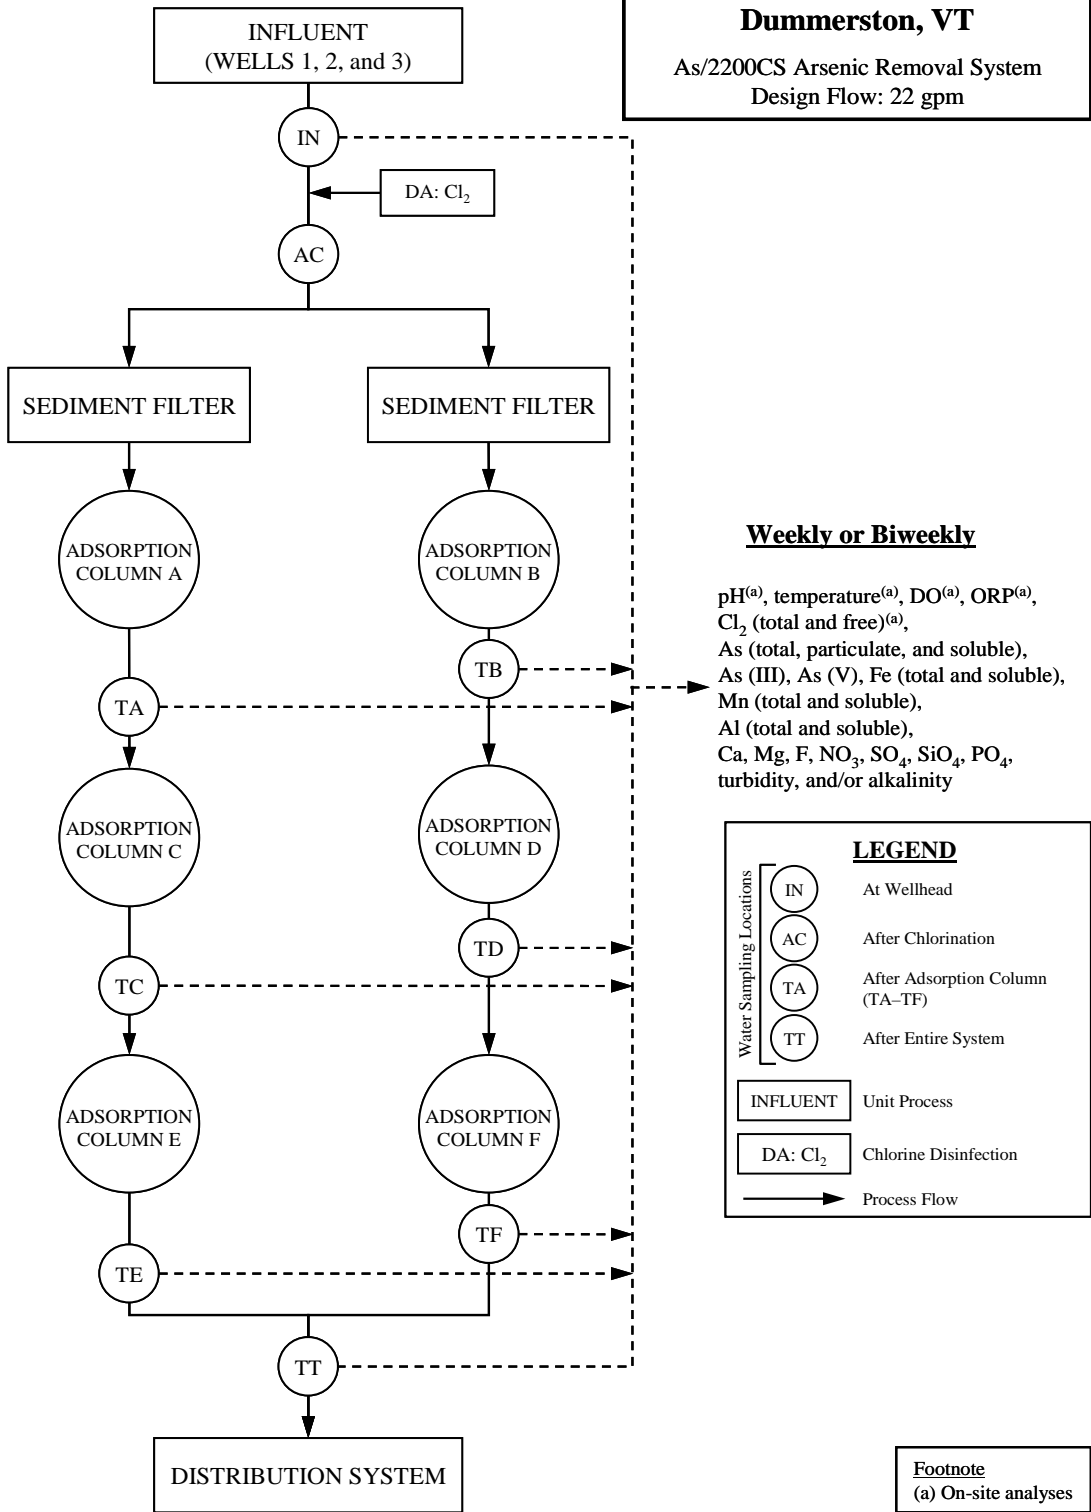 Dummerston, VT
As/2200CS Arsenic Removal System
Design Flow: 22 gpm
INFLUENT
(WELLS 1, 2, and 3)
IN
DA: Cl₂
AC
SEDIMENT FILTER
SEDIMENT FILTER
ADSORPTION
COLUMN A
ADSORPTION
COLUMN B
TB
TA
ADSORPTION
COLUMN C
ADSORPTION
COLUMN D
TD
TC
ADSORPTION
COLUMN E
ADSORPTION
COLUMN F
TF
TE
TT
DISTRIBUTION SYSTEM
Weekly or Biweekly
pH⁽ᵃ⁾, temperature⁽ᵃ⁾, DO⁽ᵃ⁾, ORP⁽ᵃ⁾,
Cl₂ (total and free)⁽ᵃ⁾,
As (total, particulate, and soluble),
As (III), As (V), Fe (total and soluble),
Mn (total and soluble),
Al (total and soluble),
Ca, Mg, F, NO₃, SO₄, SiO₄, PO₄,
turbidity, and/or alkalinity
LEGEND
Water Sampling Locations
IN At Wellhead
AC After Chlorination
TA After Adsorption Column
(TA–TF)
TT After Entire System
INFLUENT Unit Process
DA: Cl₂ Chlorine Disinfection
Process Flow
Footnote
(a) On-site analyses